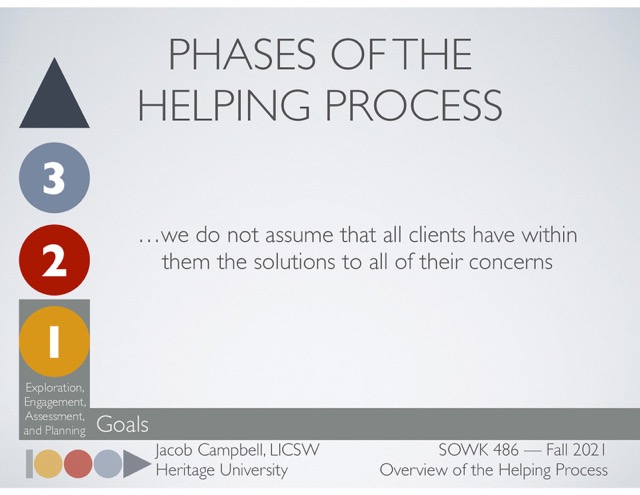 PHASES OF THE
HELPING PROCESS
3
2
1
…we do not assume that all clients have within
them the solutions to all of their concerns
Exploration,
Engagement,
Assessment,
and Planning
Goals
Jacob Campbell, LICSW
Heritage University
SOWK 486 — Fall 2021
Overview of the Helping Process